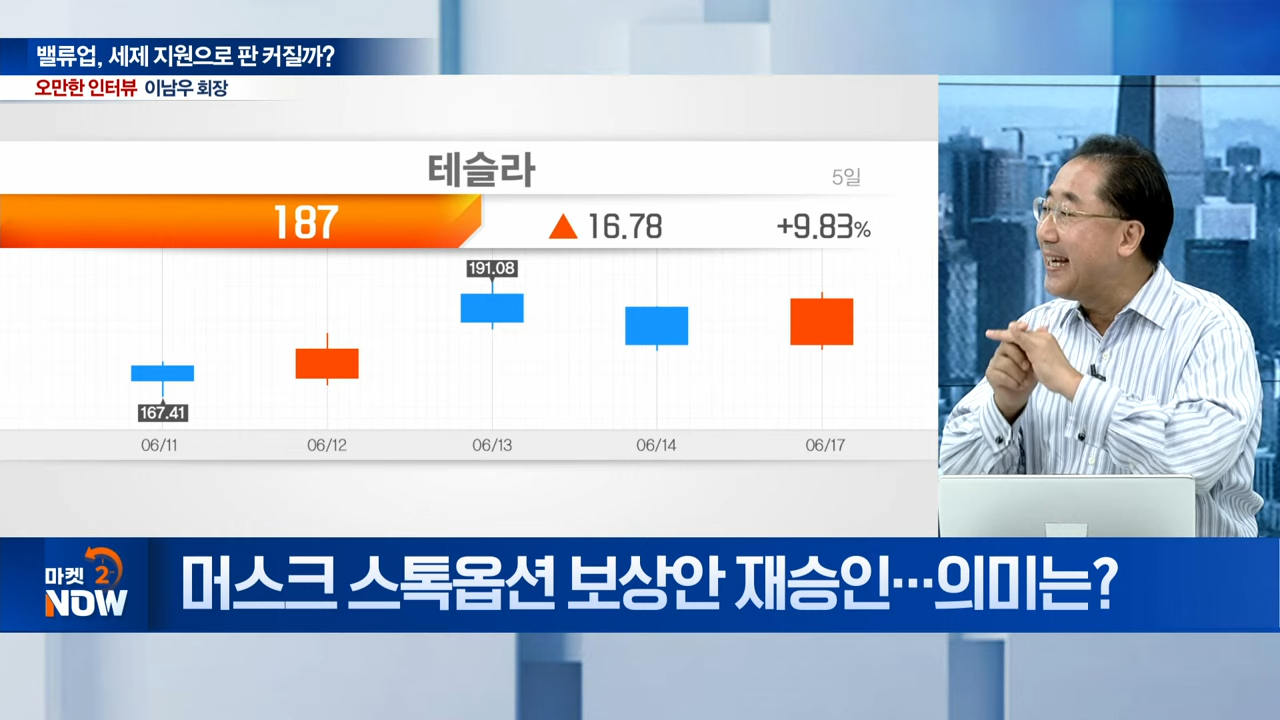 밸류업, 세제 지원으로 판 커질까?
오만한 인터뷰 이남우 회장
테슬라
5일
187 ▲ 16.78 +9.83%
191.08
167.41
06/11 06/12 06/13 06/14 06/17
마켓 2
NOW
머스크 스톡옵션 보상안 재승인…의미는?